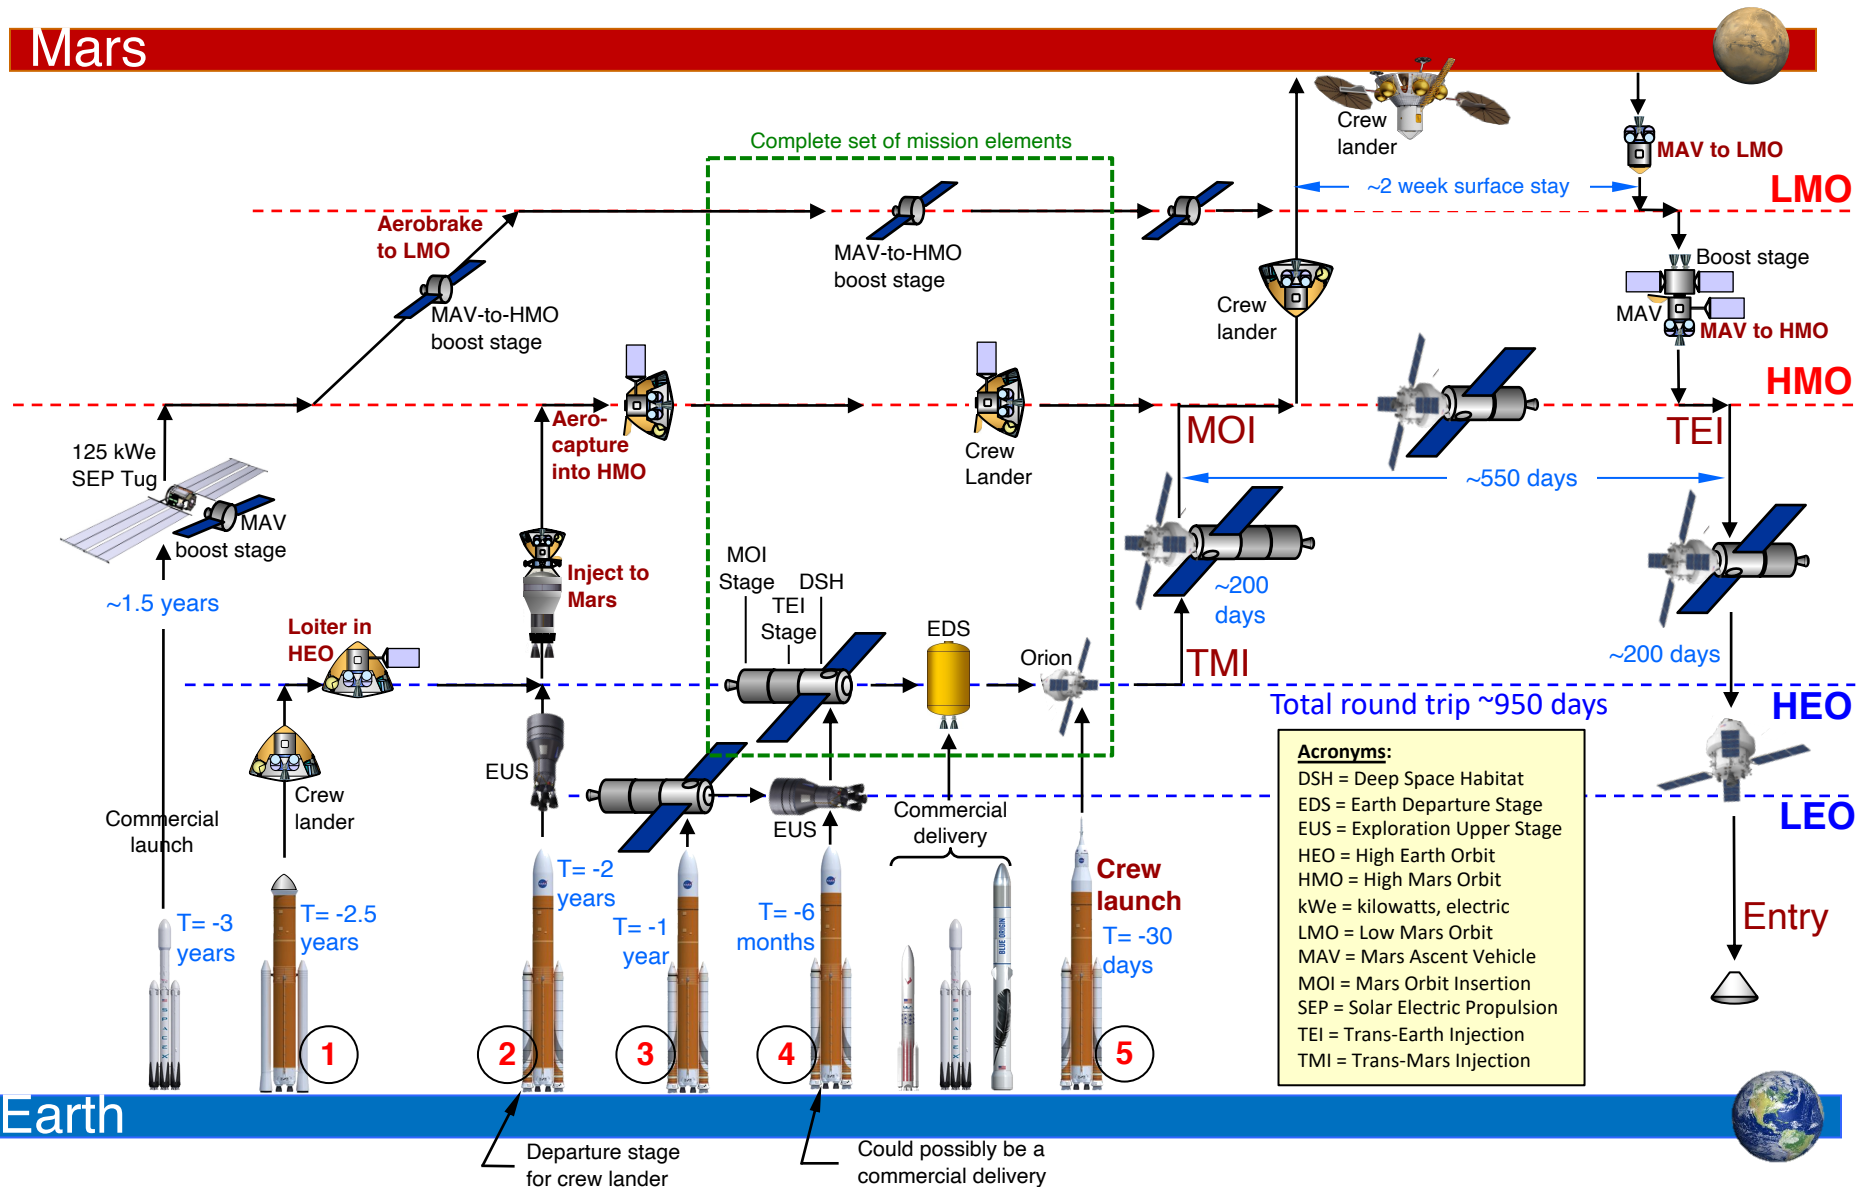 Mars
Complete set of mission elements
Crew
lander
MAV to LMO
~2 week surface stay
LMO
Aerobrake
to LMO
MAV-to-HMO
boost stage
MAV-to-HMO
boost stage
Crew
lander
Boost stage
MAV
MAV to HMO
HMO
Aero-
capture
into HMO
Crew
Lander
MOI
TEI
~550 days
125 kWe
SEP Tug
MAV
boost stage
~1.5 years
Inject to
Mars
MOI
Stage
DSH
TEI
Stage
EDS
Orion
~200
days
TMI
~200 days
Loiter in
HEO
HEO
Total round trip ~950 days
EUS
Crew
lander
Commercial
launch
EUS
Commercial
delivery
LEO
Acronyms:
DSH = Deep Space Habitat
EDS = Earth Departure Stage
EUS = Exploration Upper Stage
HEO = High Earth Orbit
HMO = High Mars Orbit
kWe = kilowatts, electric
LMO = Low Mars Orbit
MAV = Mars Ascent Vehicle
MOI = Mars Orbit Insertion
SEP = Solar Electric Propulsion
TEI = Trans-Earth Injection
TMI = Trans-Mars Injection
T= -3
years
T= -2.5
years
T= -2
years
T= -1
year
T= -6
months
Crew
launch
T= -30
days
Entry
SPACEX
SPACEX
BLUE ORIGIN
1
2
3
4
5
Earth
Departure stage
for crew lander
Could possibly be a
commercial delivery